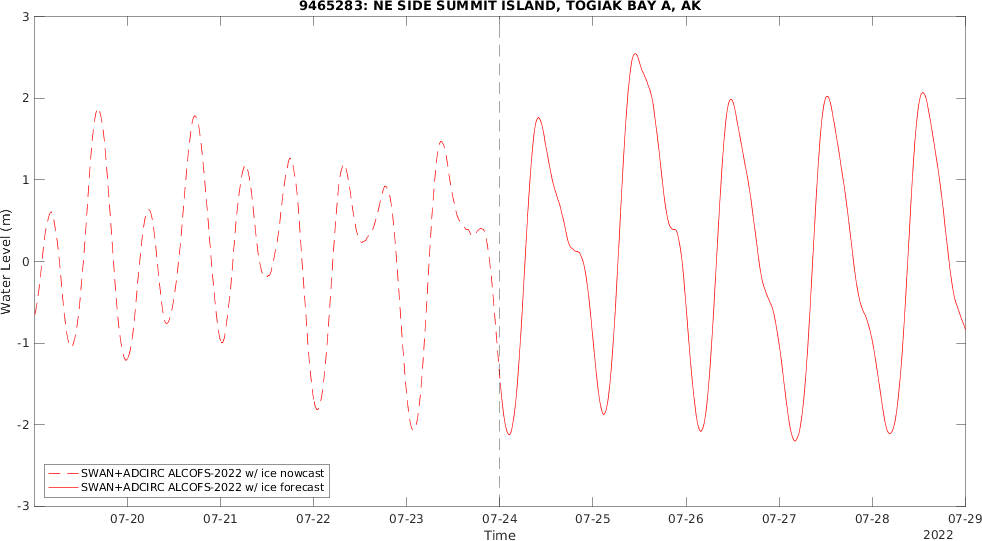 9465283: NE SIDE SUMMIT ISLAND, TOGIAK BAY A, AK
3
2
1
0
-1
-2
-3
Water Level (m)
SWAN+ADCIRC ALCOFS-2022 w/ ice nowcast
SWAN+ADCIRC ALCOFS-2022 w/ ice forecast
07-20 07-21 07-22 07-23 07-24 07-25 07-26 07-27 07-28 07-29
Time
2022